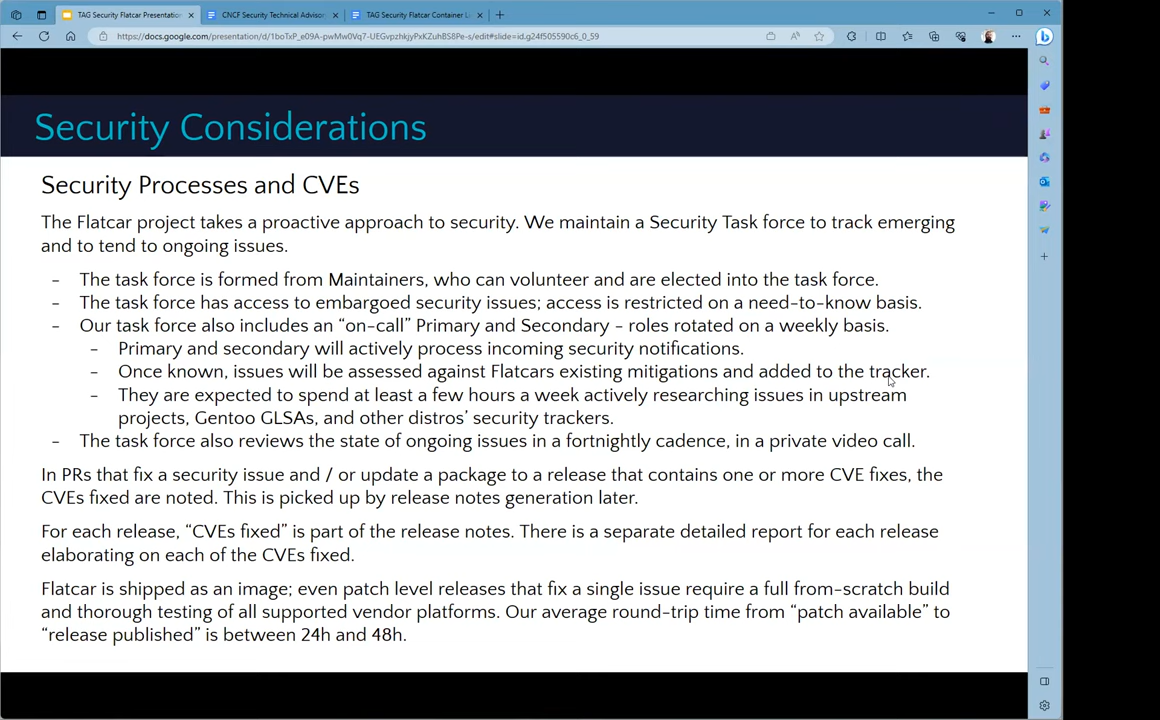 TAG Security Flatcar Presentation
CNCF Security Technical Advisor
TAG Security Flatcar Container L
https://docs.google.com/presentation/d/1boTxP_e09A-pwMw0Vq7-UEGvpzhkjyPxKZuhBS8Pe-s/edit#slide=id.g24f505590c6_0_59
Security Considerations
Security Processes and CVEs
The Flatcar project takes a proactive approach to security. We maintain a Security Task force to track emerging
and to tend to ongoing issues.
- The task force is formed from Maintainers, who can volunteer and are elected into the task force.
- The task force has access to embargoed security issues; access is restricted on a need-to-know basis.
- Our task force also includes an “on-call” Primary and Secondary - roles rotated on a weekly basis.
- Primary and secondary will actively process incoming security notifications.
- Once known, issues will be assessed against Flatcars existing mitigations and added to the tracker.
- They are expected to spend at least a few hours a week actively researching issues in upstream
projects, Gentoo GLSAs, and other distros’ security trackers.
- The task force also reviews the state of ongoing issues in a fortnightly cadence, in a private video call.
In PRs that fix a security issue and / or update a package to a release that contains one or more CVE fixes, the
CVEs fixed are noted. This is picked up by release notes generation later.
For each release, “CVEs fixed” is part of the release notes. There is a separate detailed report for each release
elaborating on each of the CVEs fixed.
Flatcar is shipped as an image; even patch level releases that fix a single issue require a full from-scratch build
and thorough testing of all supported vendor platforms. Our average round-trip time from “patch available” to
“release published” is between 24h and 48h.